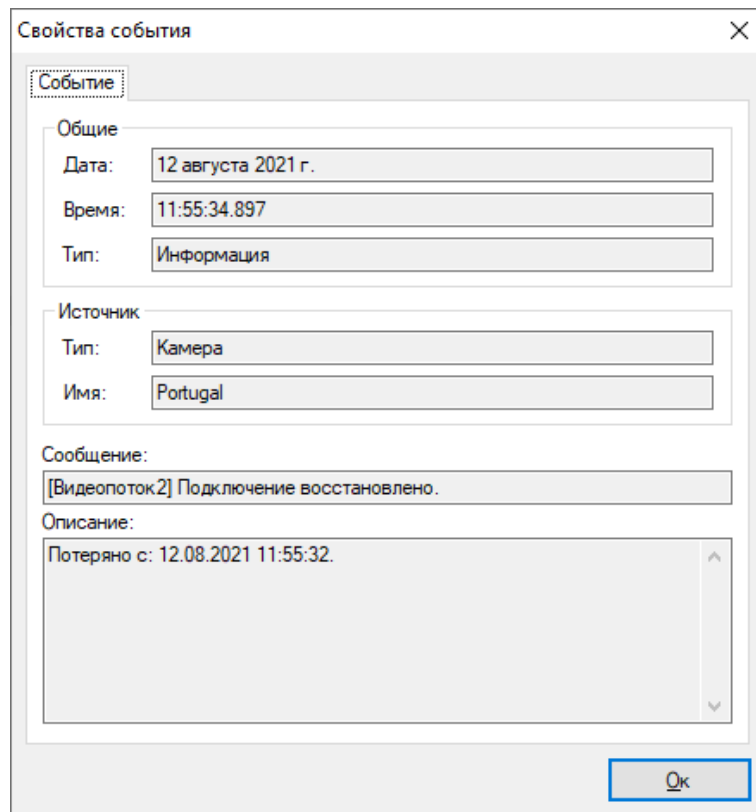 Свойства события
Событие
Общие
Дата: 12 августа 2021 г.
Время: 11:55:34.897
Тип: Информация
Источник
Тип: Камера
Имя: Portugal
Сообщение:
[Видеопоток2] Подключение восстановлено.
Описание:
Потеряно с: 12.08.2021 11:55:32.
Ок